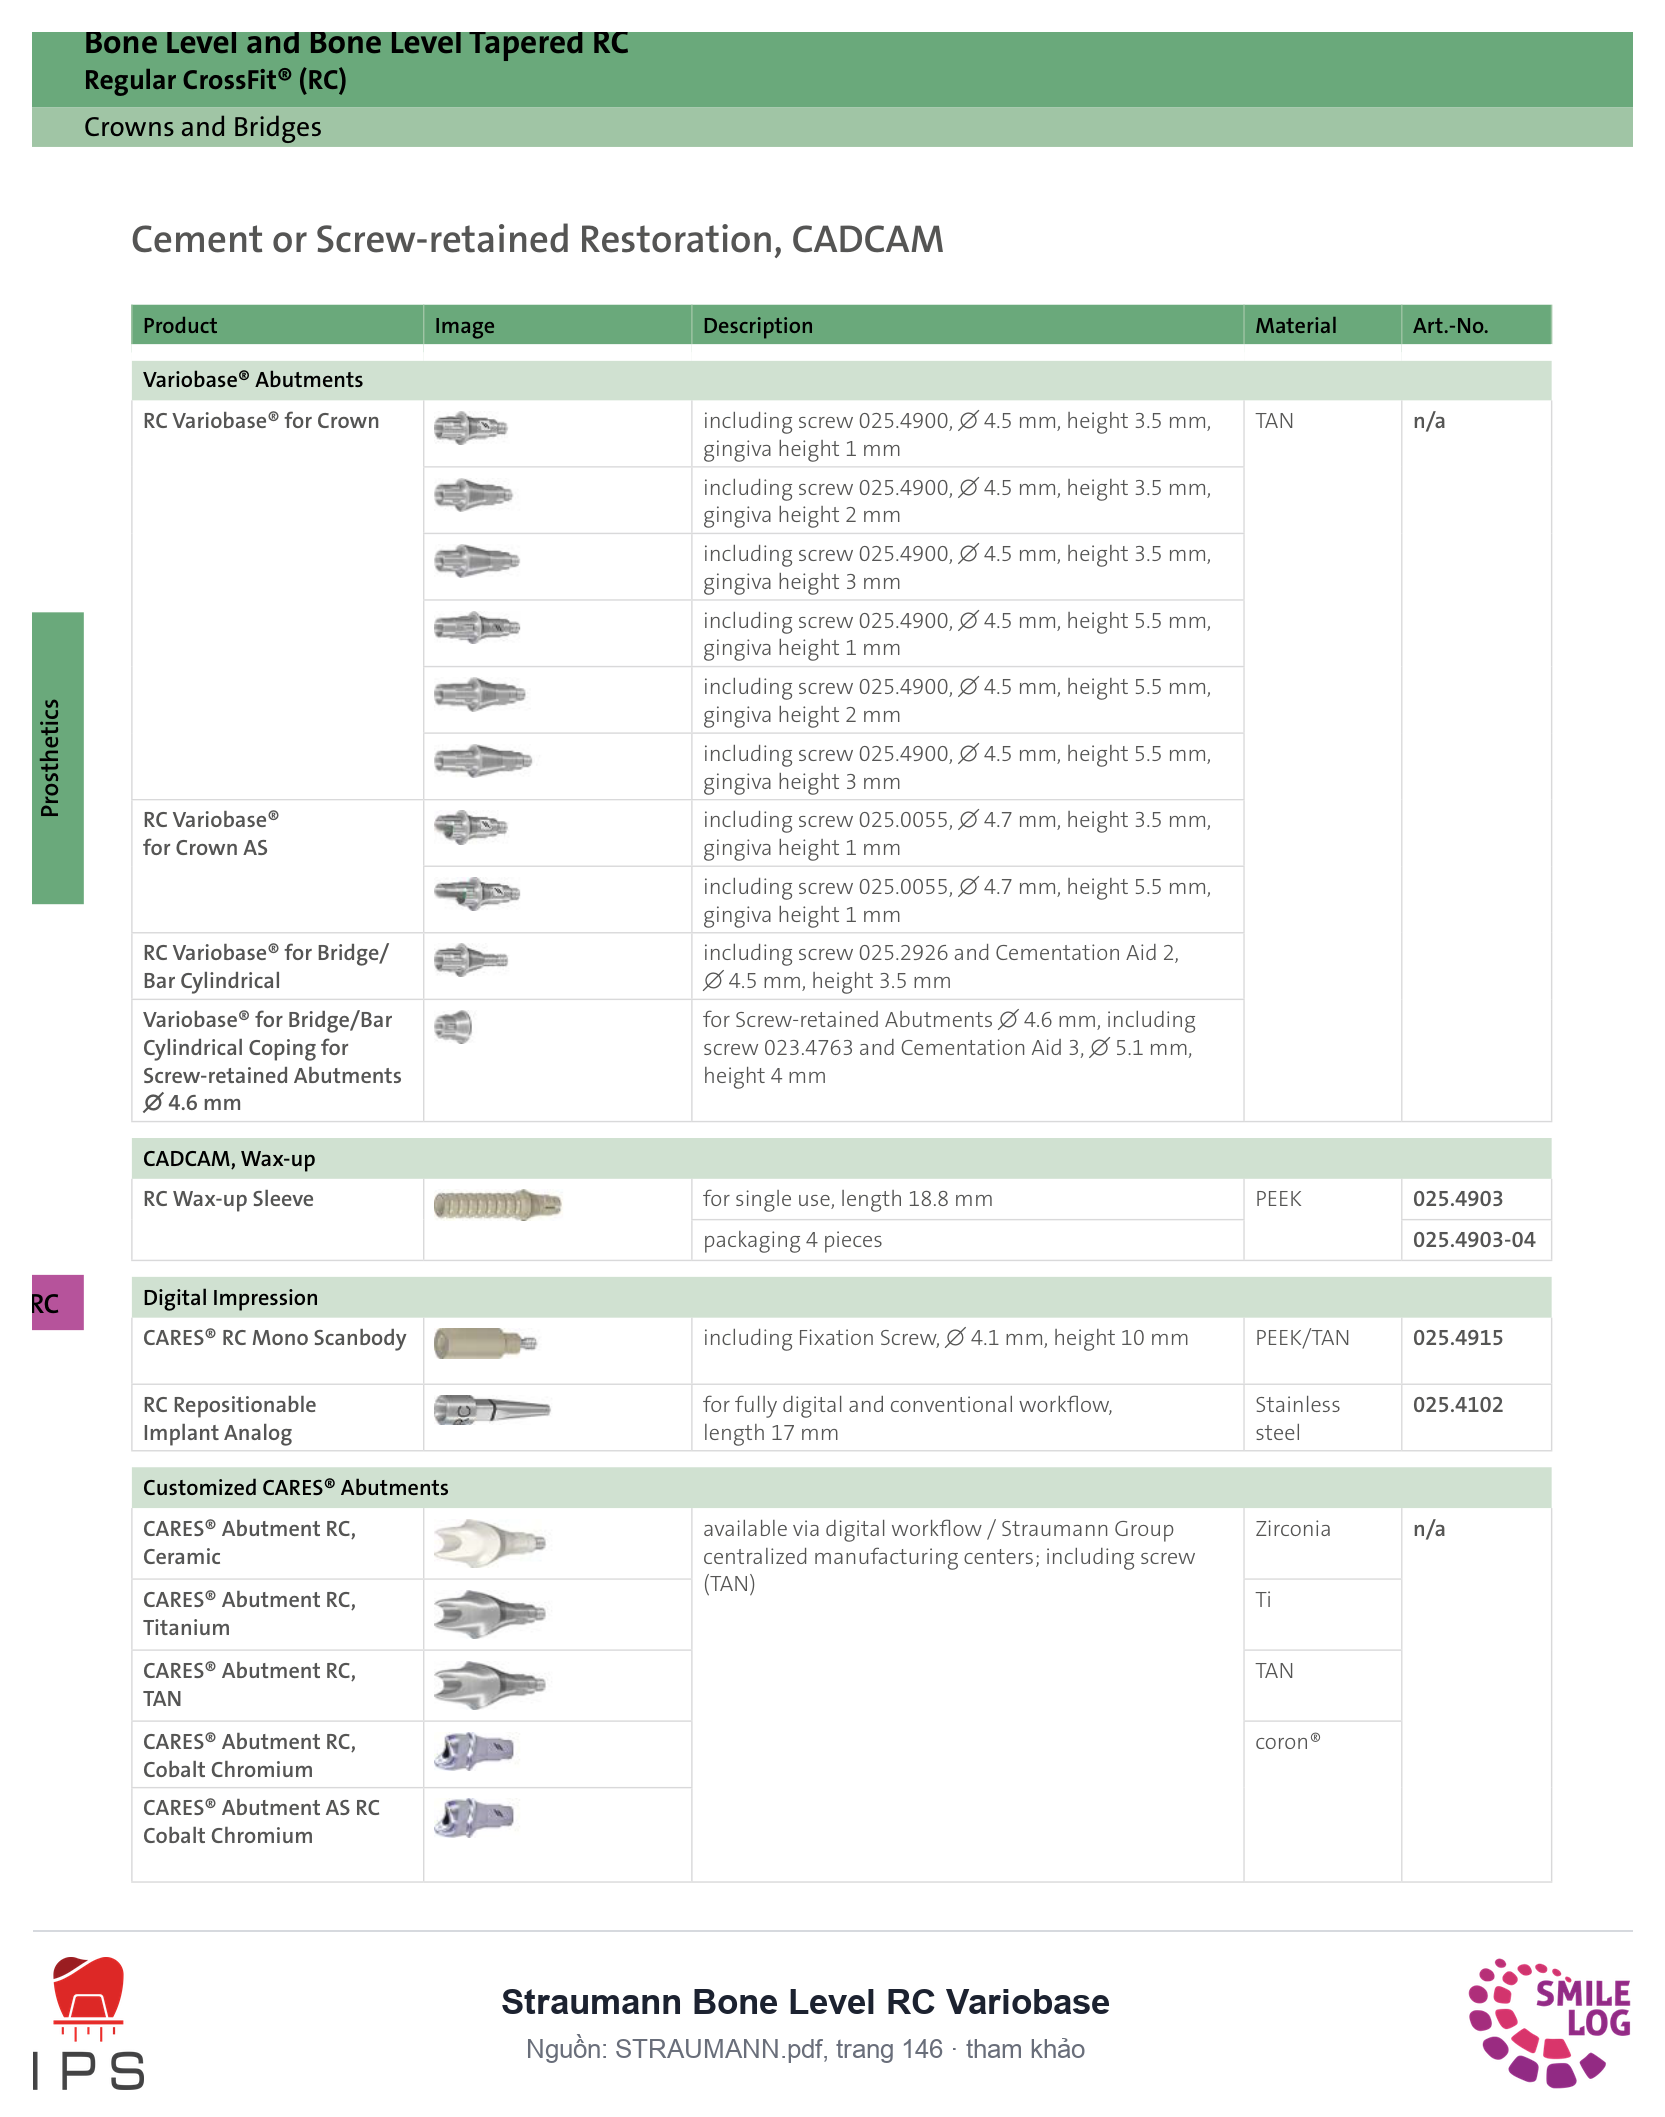 Bone Level and Bone Level Tapered RC
Regular CrossFit® (RC)
Crowns and Bridges
Cement or Screw-retained Restoration, CADCAM
Product Image Description Material Art.-No.
Variobase® Abutments
RC Variobase® for Crown
including screw 025.4900, Ø 4.5 mm, height 3.5 mm,
gingiva height 1 mm
TAN
n/a
including screw 025.4900, Ø 4.5 mm, height 3.5 mm,
gingiva height 2 mm
including screw 025.4900, Ø 4.5 mm, height 3.5 mm,
gingiva height 3 mm
including screw 025.4900, Ø 4.5 mm, height 5.5 mm,
gingiva height 1 mm
including screw 025.4900, Ø 4.5 mm, height 5.5 mm,
gingiva height 2 mm
including screw 025.4900, Ø 4.5 mm, height 5.5 mm,
gingiva height 3 mm
RC Variobase®
for Crown AS
including screw 025.0055, Ø 4.7 mm, height 3.5 mm,
gingiva height 1 mm
including screw 025.0055, Ø 4.7 mm, height 5.5 mm,
gingiva height 1 mm
RC Variobase® for Bridge/
Bar Cylindrical
including screw 025.2926 and Cementation Aid 2,
Ø 4.5 mm, height 3.5 mm
Variobase® for Bridge/Bar
Cylindrical Coping for
Screw-retained Abutments
Ø 4.6 mm
for Screw-retained Abutments Ø 4.6 mm, including
screw 023.4763 and Cementation Aid 3, Ø 5.1 mm,
height 4 mm
CADCAM, Wax-up
RC Wax-up Sleeve
for single use, length 18.8 mm
PEEK
025.4903
packaging 4 pieces
025.4903-04
Digital Impression
CARES® RC Mono Scanbody
including Fixation Screw, Ø 4.1 mm, height 10 mm
PEEK/TAN
025.4915
RC Repositionable
Implant Analog
RC
for fully digital and conventional workflow,
length 17 mm
Stainless
steel
025.4102
Customized CARES® Abutments
CARES® Abutment RC,
Ceramic
available via digital workflow / Straumann Group
centralized manufacturing centers; including screw
(TAN)
Zirconia
n/a
CARES® Abutment RC,
Titanium
Ti
CARES® Abutment RC,
TAN
TAN
CARES® Abutment RC,
Cobalt Chromium
coron®
CARES® Abutment AS RC
Cobalt Chromium
Prosthetics
RC
IPS
Straumann Bone Level RC Variobase
Nguồn: STRAUMANN.pdf, trang 146 · tham khảo
SMILE
LOG